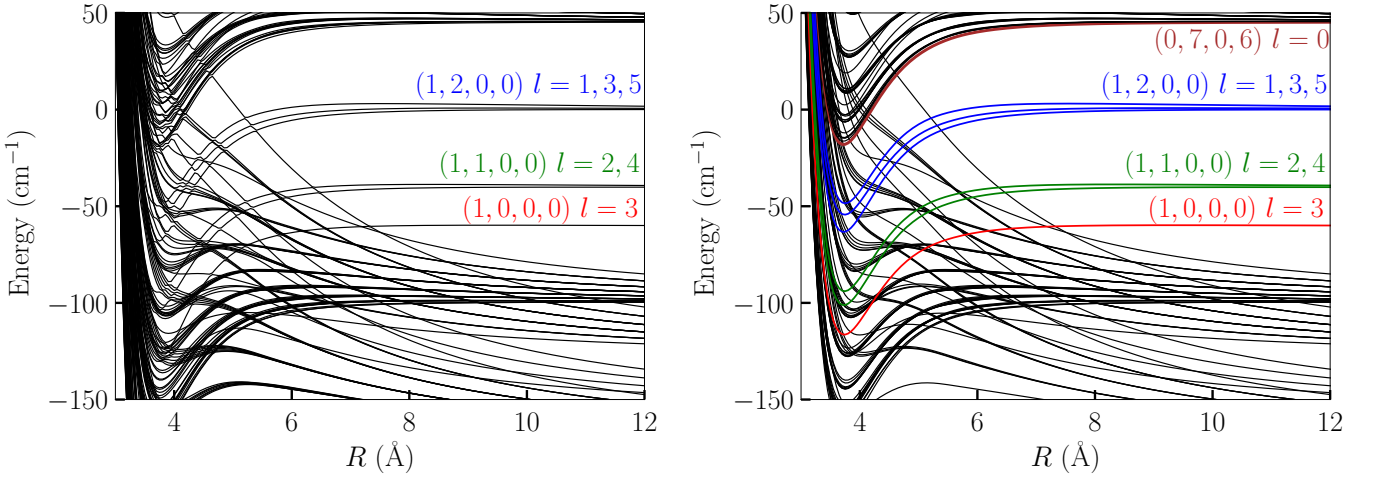 50
0
−50
−100
−150
Energy (cm⁻¹)
(1, 2, 0, 0) l = 1, 3, 5
(1, 1, 0, 0) l = 2, 4
(1, 0, 0, 0) l = 3
4 6 8 10 12
R (Å)
50
0
−50
−100
−150
Energy (cm⁻¹)
(0, 7, 0, 6) l = 0
(1, 2, 0, 0) l = 1, 3, 5
(1, 1, 0, 0) l = 2, 4
(1, 0, 0, 0) l = 3
4 6 8 10 12
R (Å)